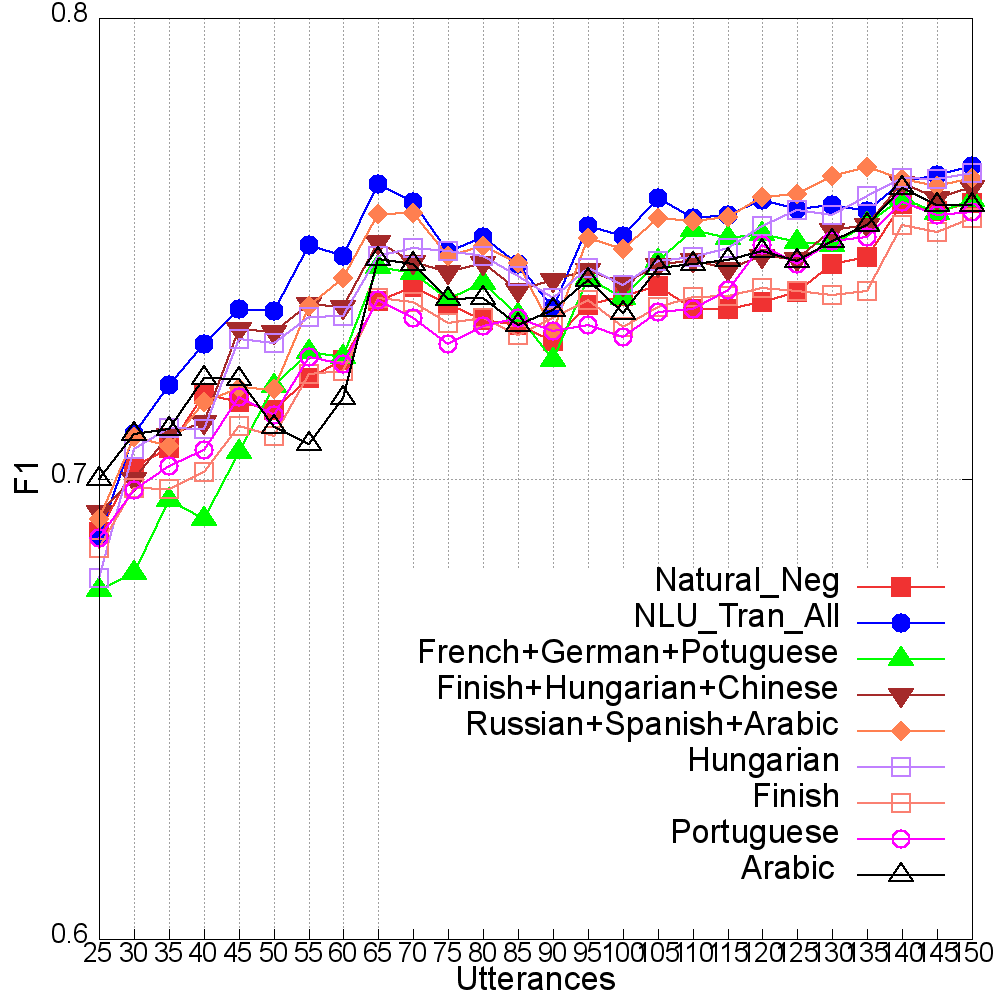 0.8
F1
0.7
Natural_Neg
NLU_Tran_All
French+German+Potuguese
Finish+Hungarian+Chinese
Russian+Spanish+Arabic
Hungarian
Finish
Portuguese
Arabic
0.6
25 30 35 40 45 50 55 60 65 70 75 80 85 90 95 100 105 110 115 120 125 130 135 140 145 150
Utterances